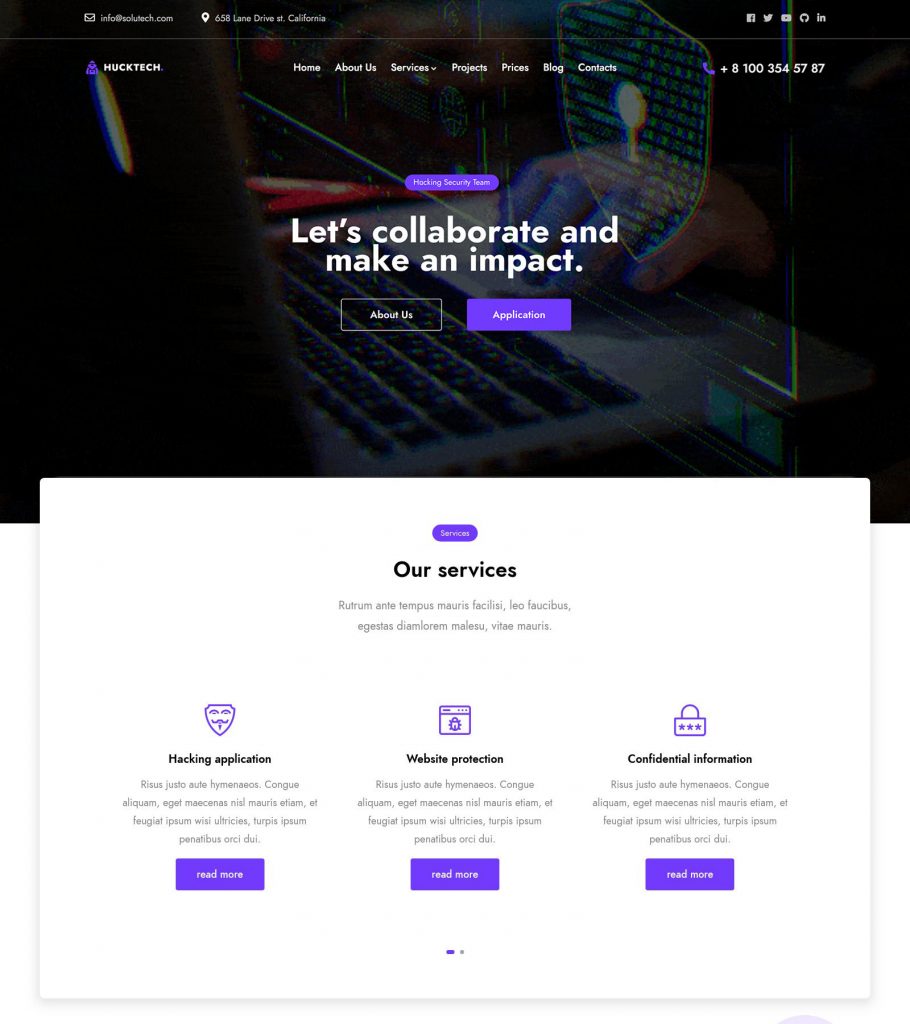 info@solutech.com
658 Lane Drive st. California
HUCKTECH.
Home About Us Services Projects Prices Blog Contacts
+ 8 100 354 57 87
Hacking Security Team
Let's collaborate and
make an impact.
About Us
Application
Services
Our services
Rutrum ante tempus mauris facilisi, leo faucibus,
egestas diamlorem malesu, vitae mauris.
Hacking application
Risus justo aute hymenaeos. Congue
aliquam, eget maecenas nisl mauris etiam, et
feugiat ipsum wisi ultricies, turpis ipsum
penatibus orci dui.
read more
Website protection
Risus justo aute hymenaeos. Congue
aliquam, eget maecenas nisl mauris etiam, et
feugiat ipsum wisi ultricies, turpis ipsum
penatibus orci dui.
read more
Confidential information
Risus justo aute hymenaeos. Congue
aliquam, eget maecenas nisl mauris etiam, et
feugiat ipsum wisi ultricies, turpis ipsum
penatibus orci dui.
read more